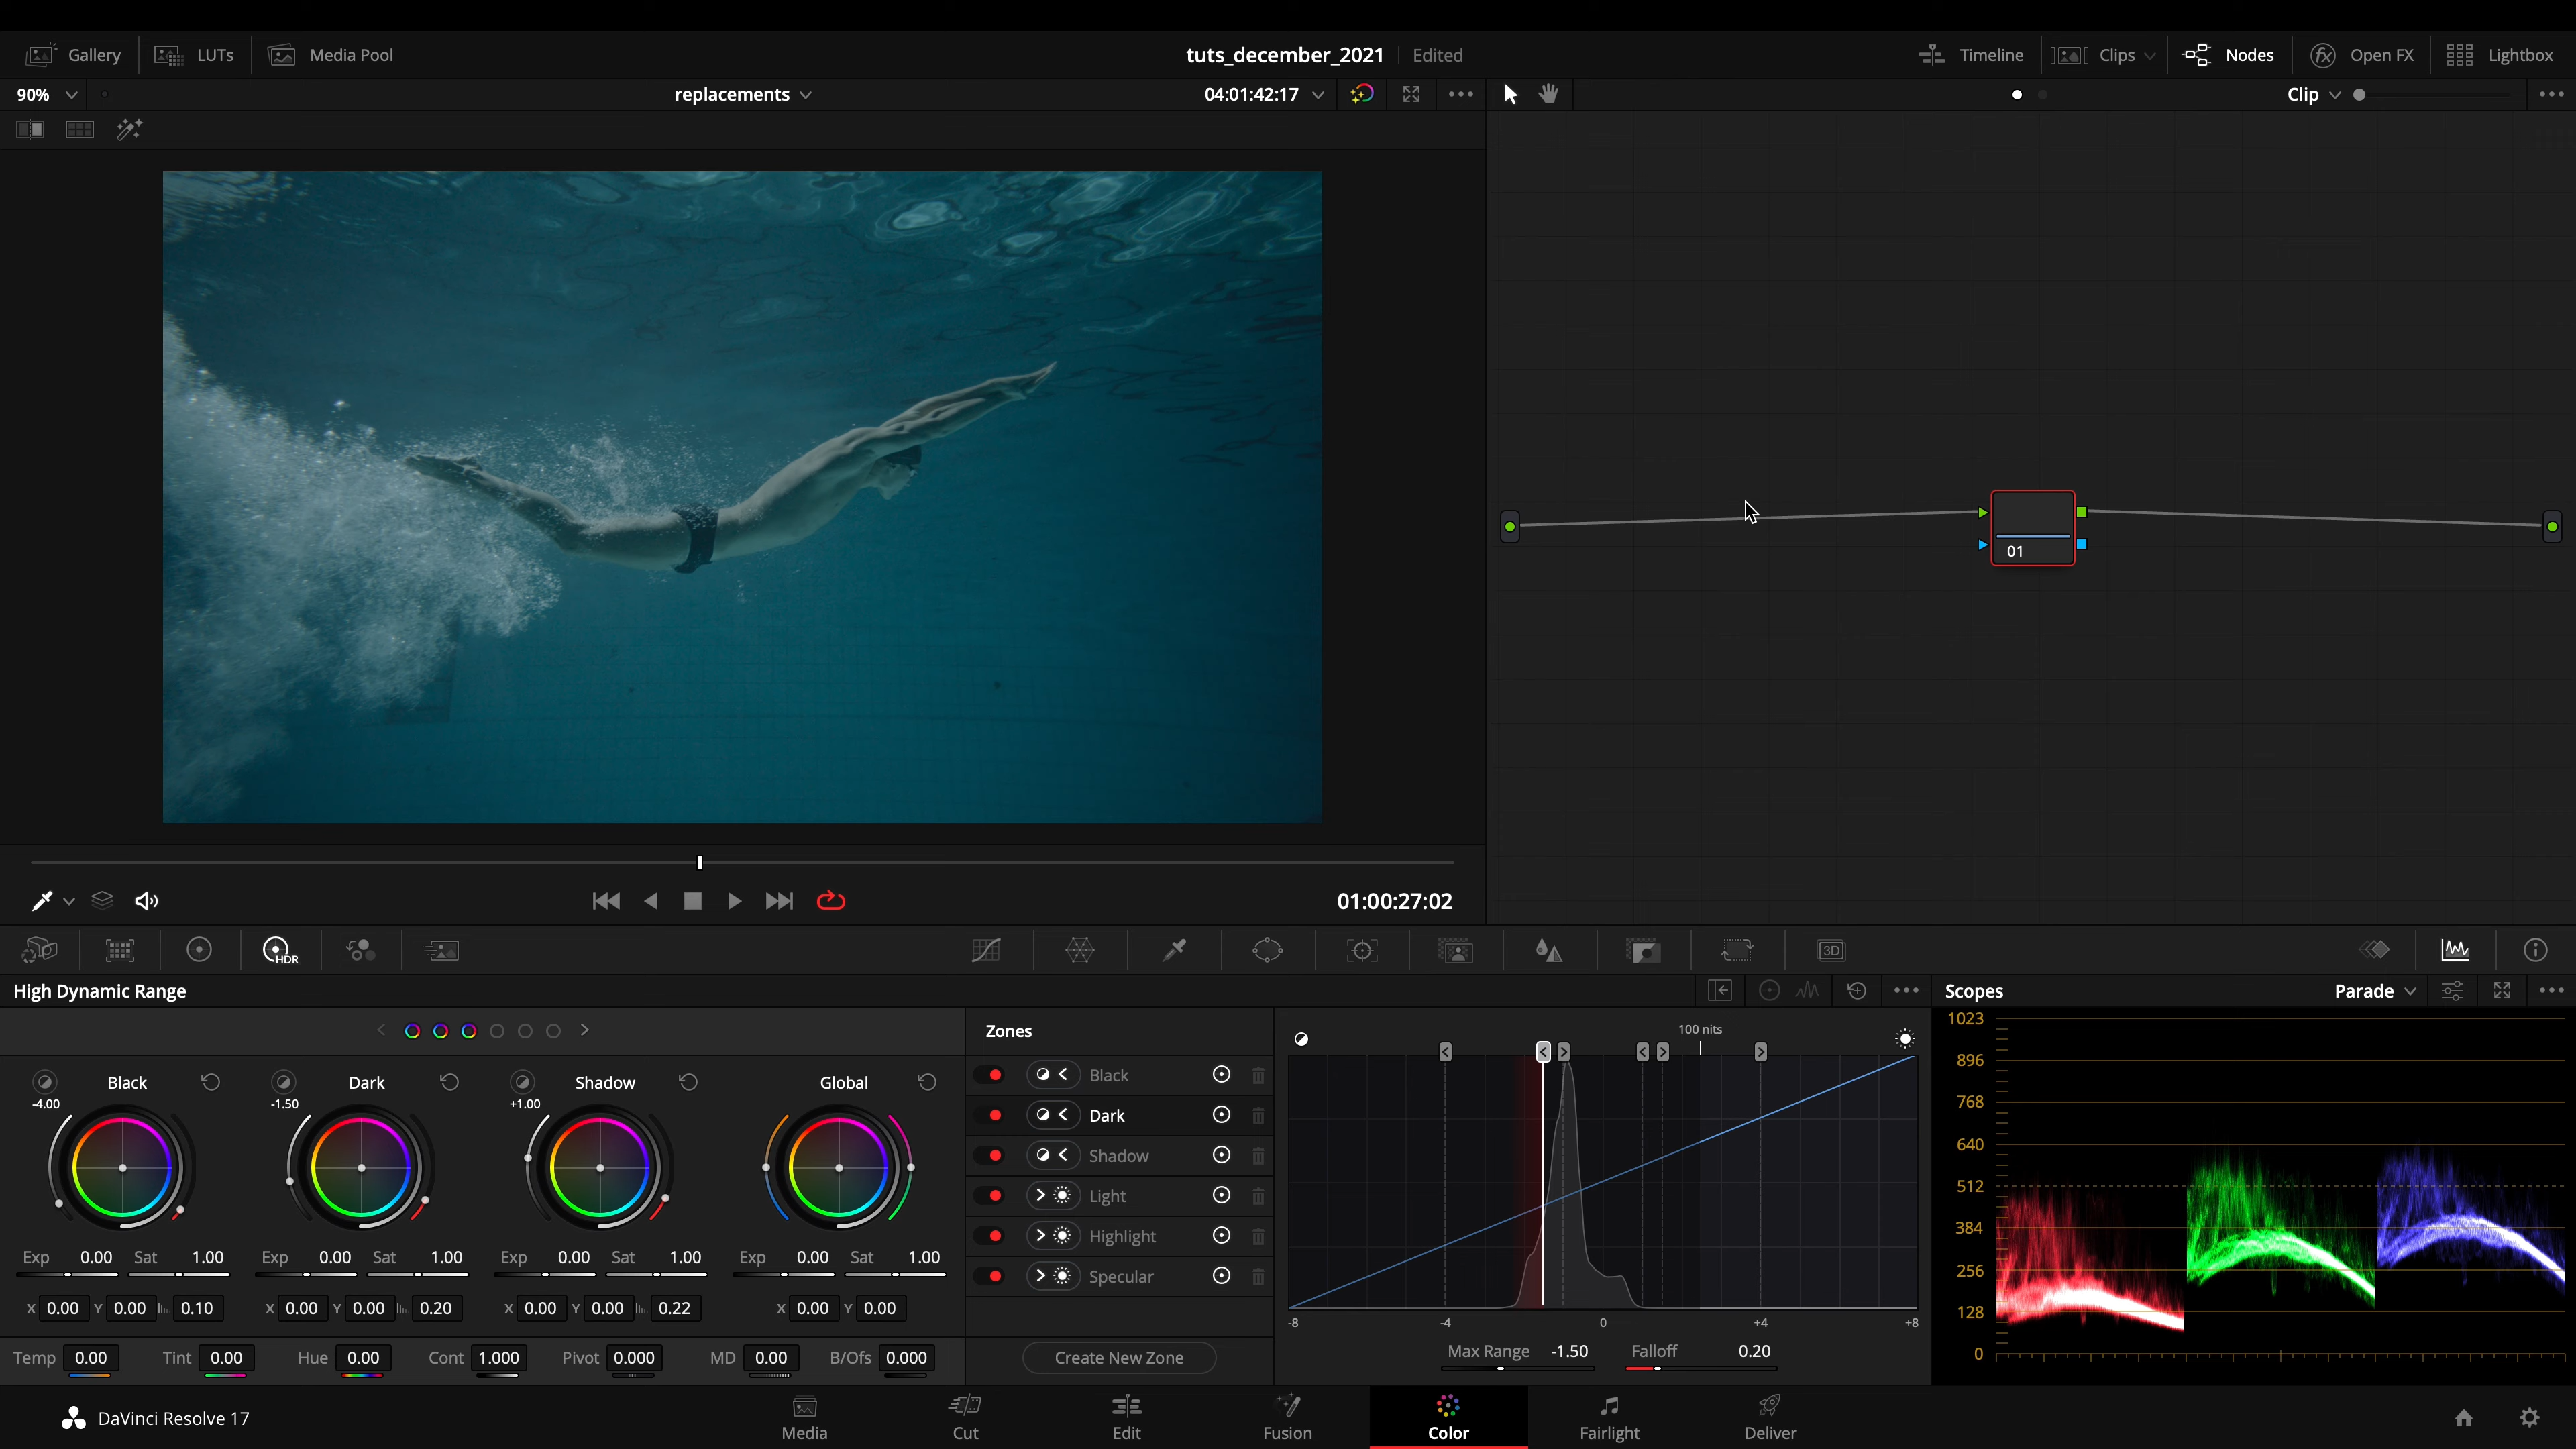 Gallery LUTs Media Pool tuts_december_2021 Edited Timeline Clips Nodes Open FX Lightbox
90% replacements 04:01:42:17 Clip
01
01:00:27:02
HDR 3D
High Dynamic Range Scopes Parade
Zones 100 nits
Black Dark Shadow Global
-4.00 -1.50 +1.00
Exp 0.00 Sat 1.00 Exp 0.00 Sat 1.00 Exp 0.00 Sat 1.00 Exp 0.00 Sat 1.00
X 0.00 Y 0.00 0.10 X 0.00 Y 0.00 0.20 X 0.00 Y 0.00 0.22 X 0.00 Y 0.00
Temp 0.00 Tint 0.00 Hue 0.00 Cont 1.000 Pivot 0.000 MD 0.00 B/Ofs 0.000
Black
Dark
Shadow
Light
Highlight
Specular
Create New Zone
-8 -4 0 +4 +8
Max Range -1.50 Falloff 0.20
1023
896
768
640
512
384
256
128
0
DaVinci Resolve 17 Media Cut Edit Fusion Color Fairlight Deliver